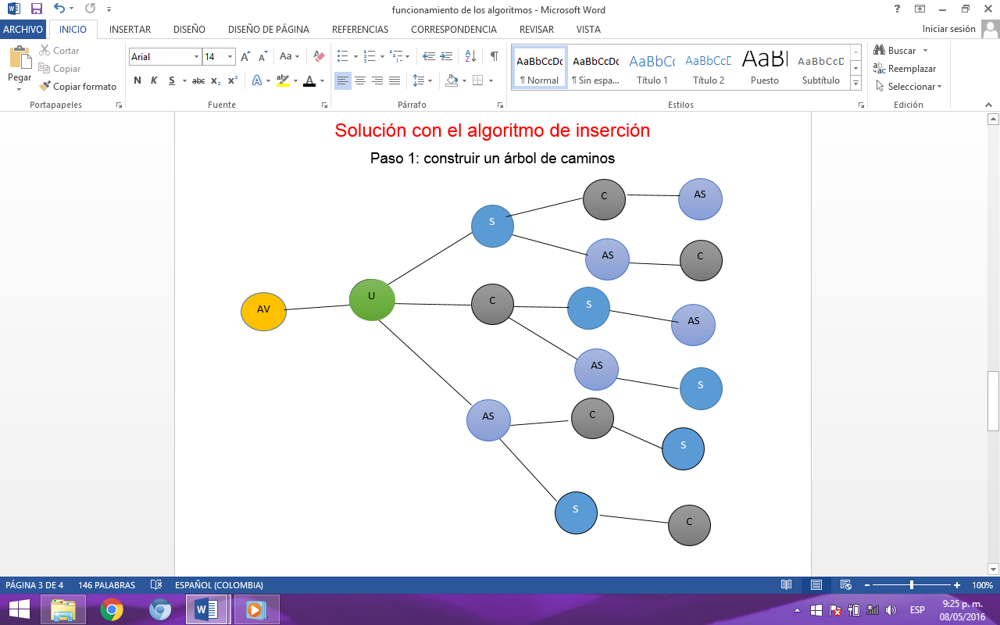 funcionamiento de los algoritmos - Microsoft Word
ARCHIVO INICIO INSERTAR DISEÑO DISEÑO DE PÁGINA REFERENCIAS CORRESPONDENCIA REVISAR VISTA Iniciar sesión
Pegar
Cortar
Copiar
Copiar formato
Portapapeles
Arial 14
N K S abc x₂ x²
Fuente
Párrafo
AaBbCcDc AaBbCcDc AaBbCc AaBbCcD AaBl AaBbCcD
¶ Normal ¶ Sin espa... Título 1 Título 2 Puesto Subtítulo
Estilos
Buscar
Reemplazar
Seleccionar
Edición
Solución con el algoritmo de inserción
Paso 1: construir un árbol de caminos
C AS
S
AS C
AV U C S AS
AS S
AS C S
S C
PÁGINA 3 DE 4 146 PALABRAS ESPAÑOL (COLOMBIA) 100%
ESP
9:25 p. m.
08/05/2016